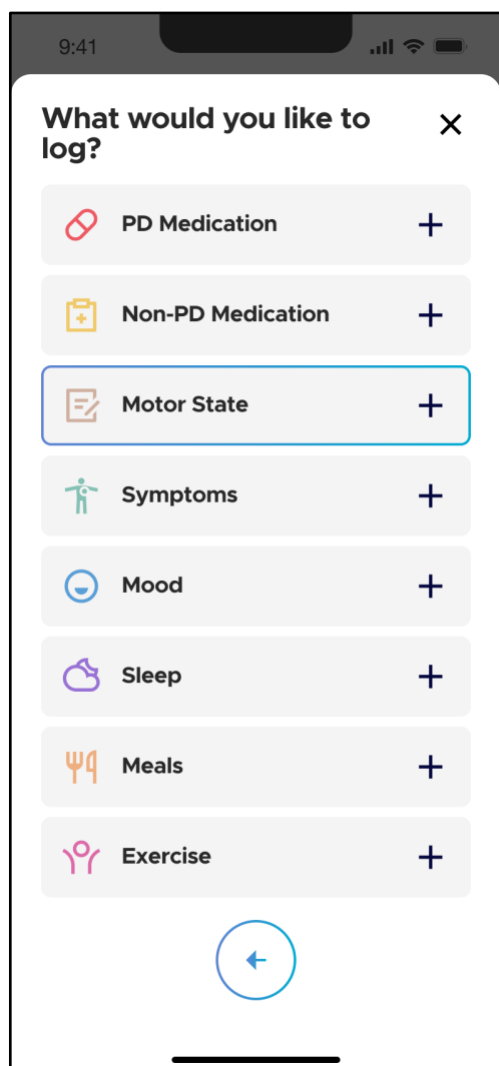 9:41
What would you like to
log?
PD Medication
Non-PD Medication
Motor State
Symptoms
Mood
Sleep
Meals
Exercise